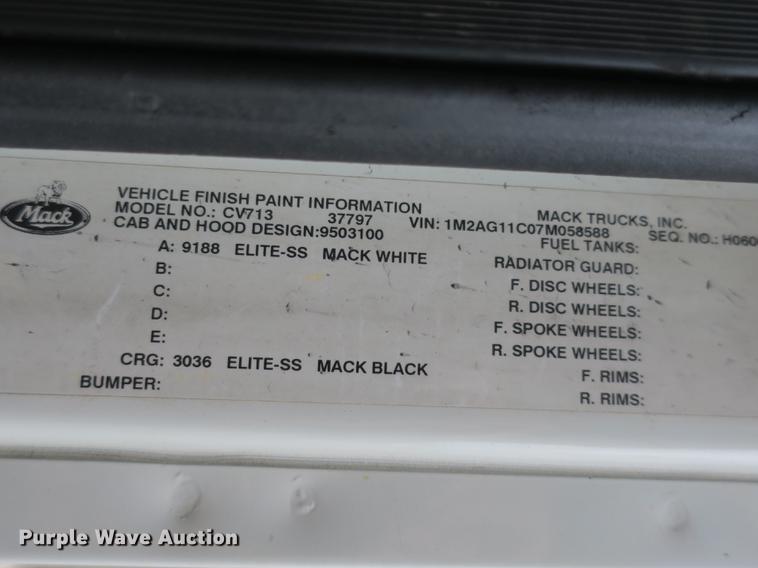 Mack
VEHICLE FINISH PAINT INFORMATION MACK TRUCKS, INC.
MODEL NO.: CV713 37797 VIN: 1M2AG11C07M058588 SEQ. NO.: H060
CAB AND HOOD DESIGN:9503100 FUEL TANKS:
A: 9188 ELITE-SS MACK WHITE RADIATOR GUARD:
B: F. DISC WHEELS:
C: R. DISC WHEELS:
D: F. SPOKE WHEELS:
E: R. SPOKE WHEELS:
CRG: 3036 ELITE-SS MACK BLACK F. RIMS:
BUMPER: R. RIMS:
Purple Wave Auction